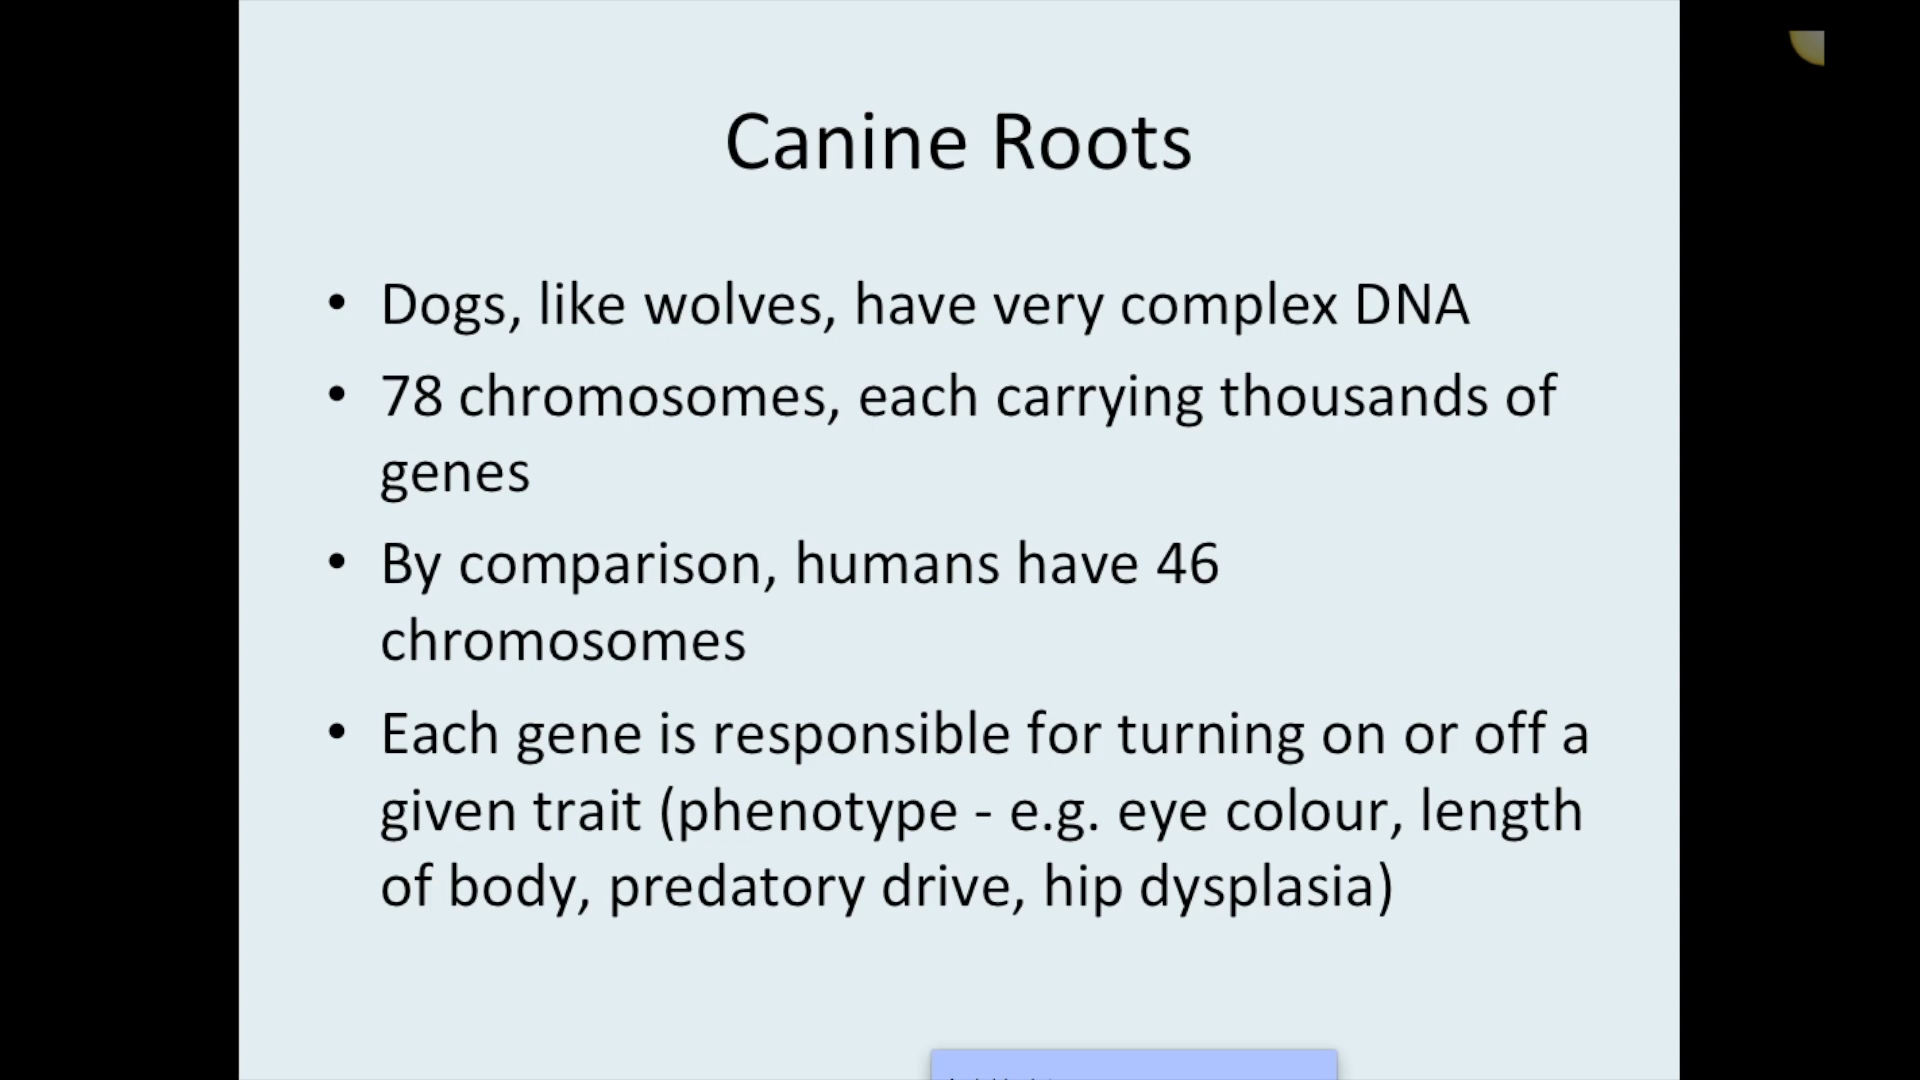 Canine Roots
• Dogs, like wolves, have very complex DNA
• 78 chromosomes, each carrying thousands of
genes
• By comparison, humans have 46
chromosomes
• Each gene is responsible for turning on or off a
given trait (phenotype - e.g. eye colour, length
of body, predatory drive, hip dysplasia)